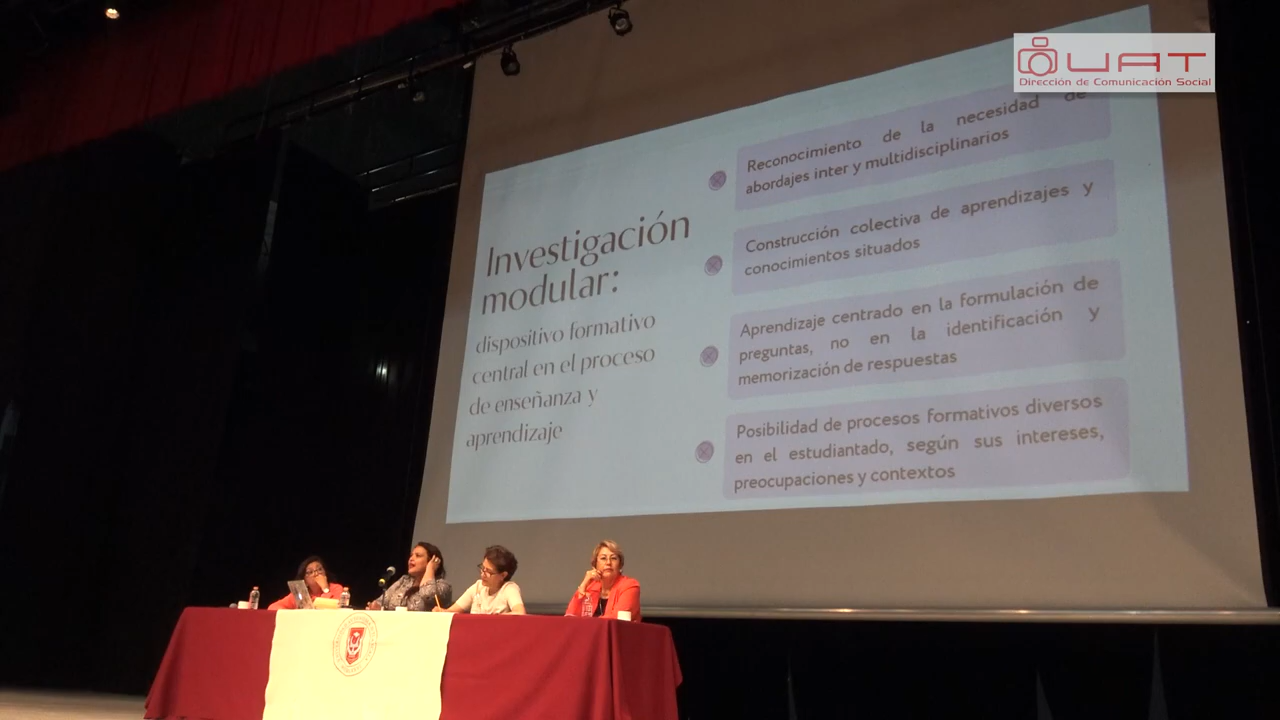 UAT
Dirección de Comunicación Social
Investigación
modular:
dispositivo formativo
central en el proceso
de enseñanza y
aprendizaje
Reconocimiento de la necesidad de
abordajes inter y multidisciplinarios
Construcción colectiva de aprendizajes y
conocimientos situados
Aprendizaje centrado en la formulación de
preguntas, no en la identificación y
memorización de respuestas
Posibilidad de procesos formativos diversos
en el estudiantado, según sus intereses,
preocupaciones y contextos